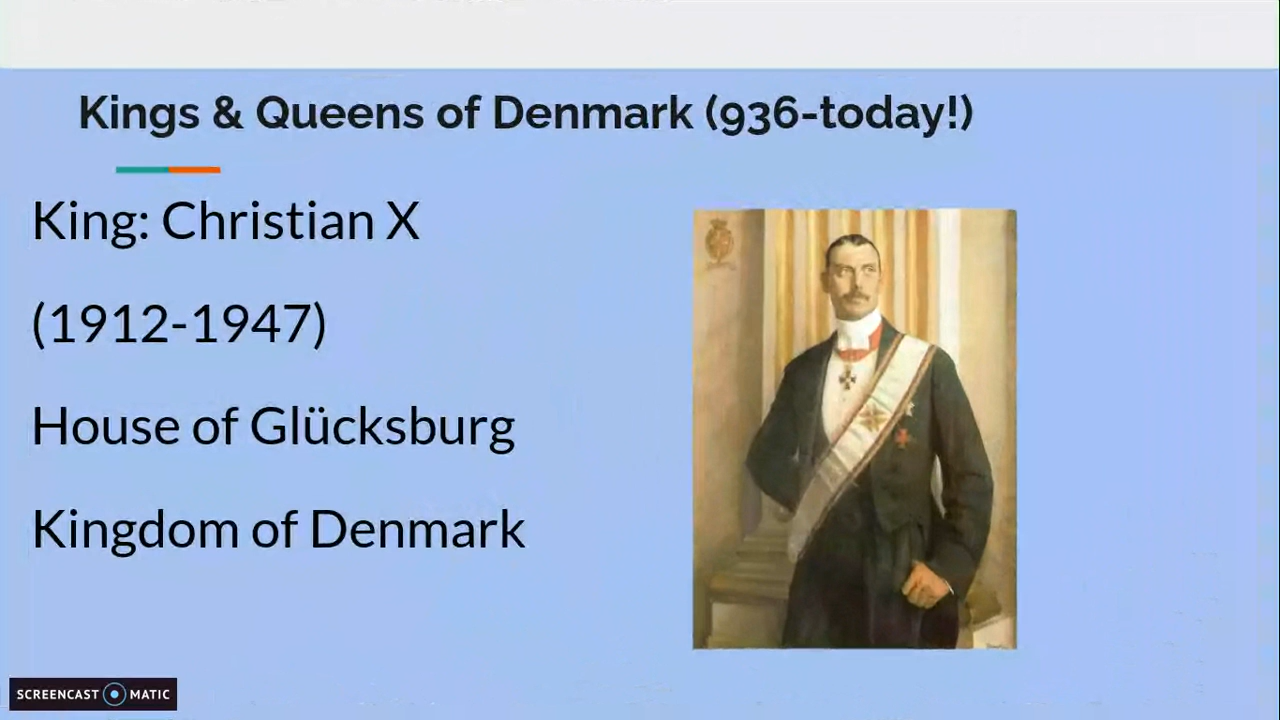 Kings & Queens of Denmark (936-today!)
King: Christian X
(1912-1947)
House of Glücksburg
Kingdom of Denmark
SCREENCAST MATIC